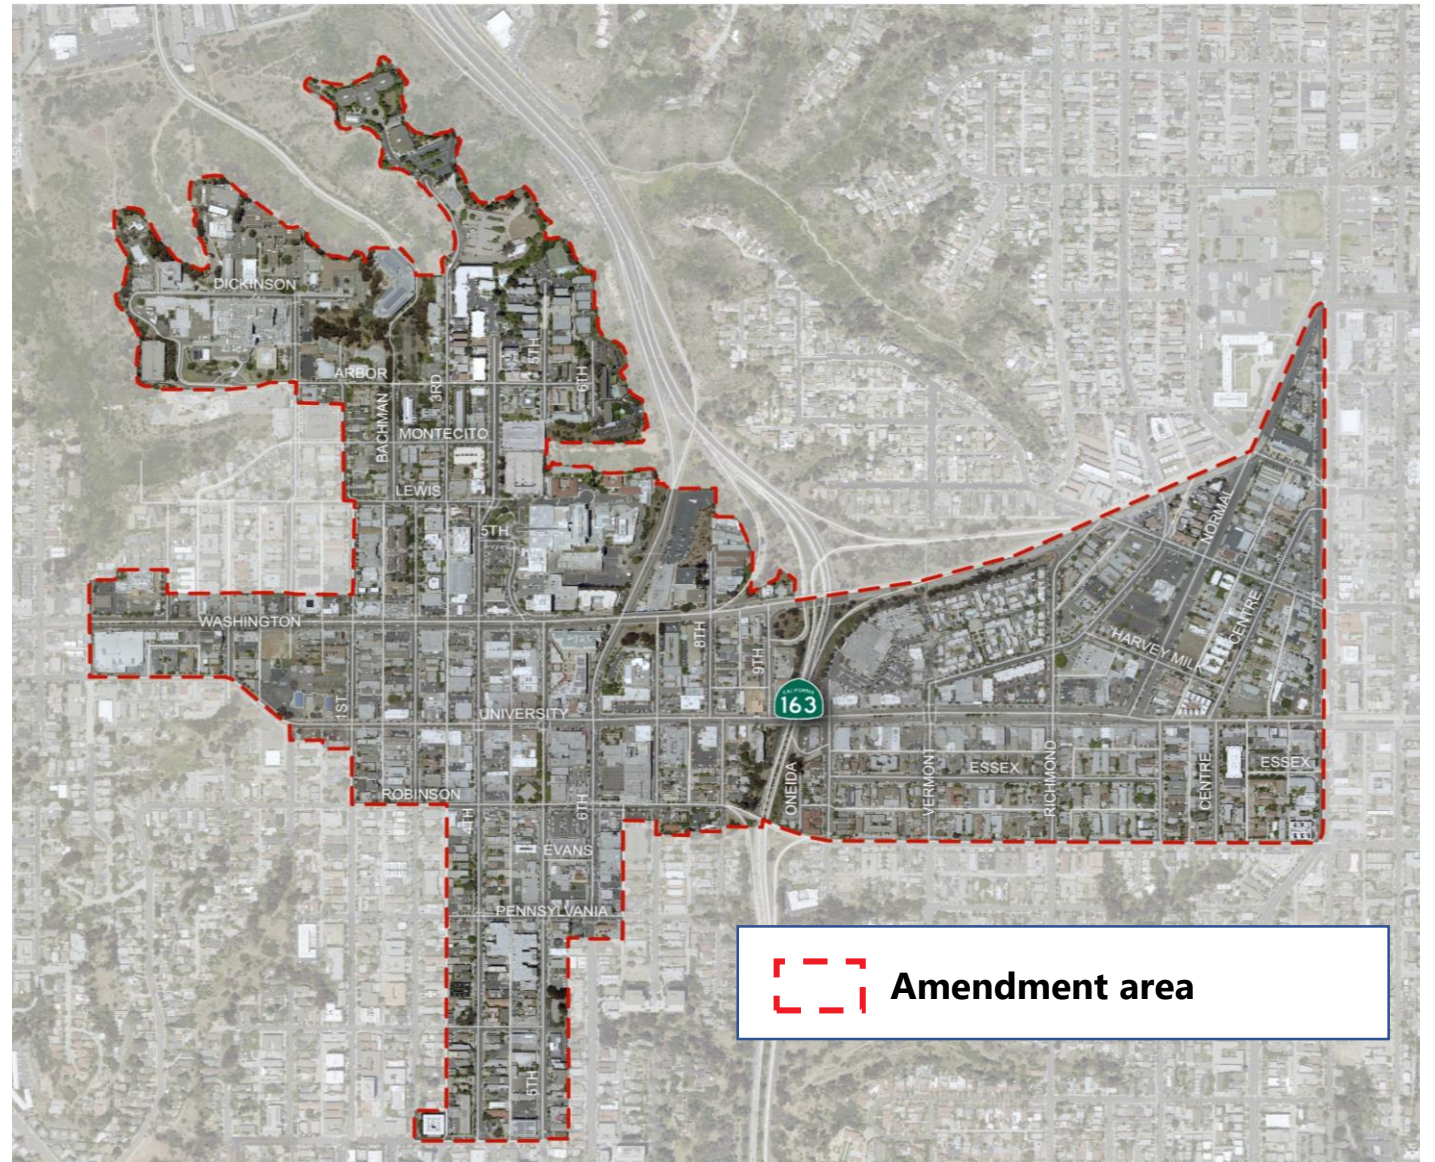 DICKINSON
ARBOR
3RD
5TH
6TH
BACHMAN
MONTECITO
LEWIS
5TH
NORMAL
CENTRE
WASHINGTON
8TH
9TH
HARVEY MILK
1ST
UNIVERSITY
CALIFORNIA
163
ESSEX
ESSEX
ONEIDA
VERMONT
RICHMOND
CENTRE
ROBINSON
4TH
6TH
EVANS
PENNSYLVANIA
5TH
Amendment area